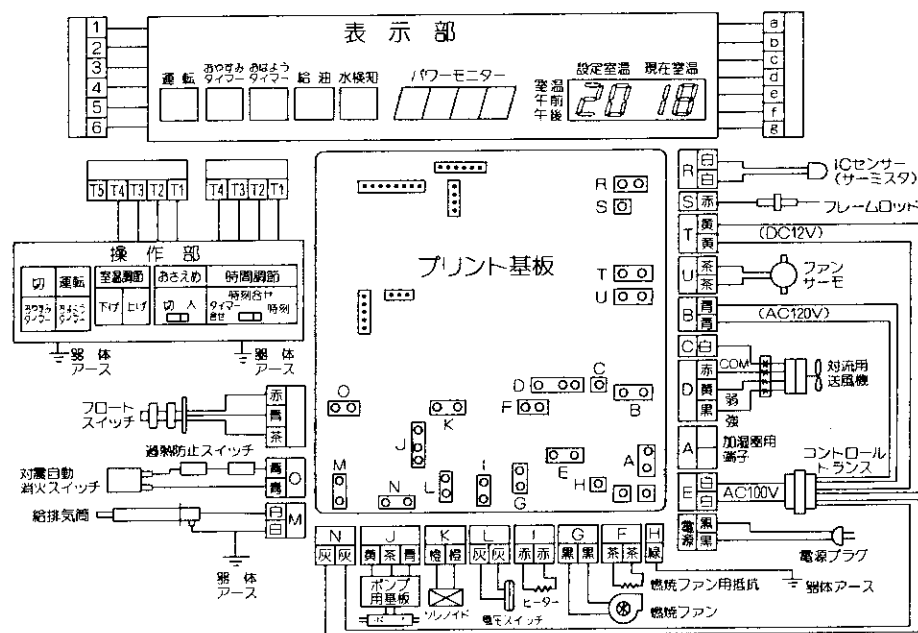 表示部
1
2
3
4
5
6
運転
おやすみ
タイマー
おはよう
タイマー
給油
水検知
パワーモニター
設定室温 現在室温
室温
午前
午後
20 18
a
b
c
d
e
f
g
T5 T4 T3 T2 T1
T4 T3 T2 T1
操作部
切 運転
おやすみ
タイマー
おはよう
タイマー
室温調節
下げ 上げ
おさえめ
切 入
時間調節
時刻合せ
タイマー
合せ
時刻
器体
アース
器体
アース
プリント基板
R
S
T
U
C
D
F
B
O
K
J
E
A
M
N
L
I
G
H
フロート
スイッチ
赤
青
茶
過熱防止スイッチ
対震自動
消火スイッチ
青
青
O
給排気筒
白
白
M
器体
アース
R 白
白
ICセンサー
(サーミスタ)
S 赤
フレームロッド
T 黄
黄
(DC12V)
U 茶
茶
ファン
サーモ
B 青
青
(AC120V)
C 白
COM
D 赤
黄
黒
弱
強
対流用
送風機
A
加湿器用
端子
コントロール
トランス
E 白
白
AC100V
電源
黒
黒
電源プラグ
N
灰 灰
J
黄 茶 青
ポンプ
用基板
K
橙 橙
ソレノイド
L
灰 灰
I
赤 赤
ヒーター
G
黒 黒
F
茶 茶
燃焼ファン用抵抗
燃焼ファン
H
緑
器体アース